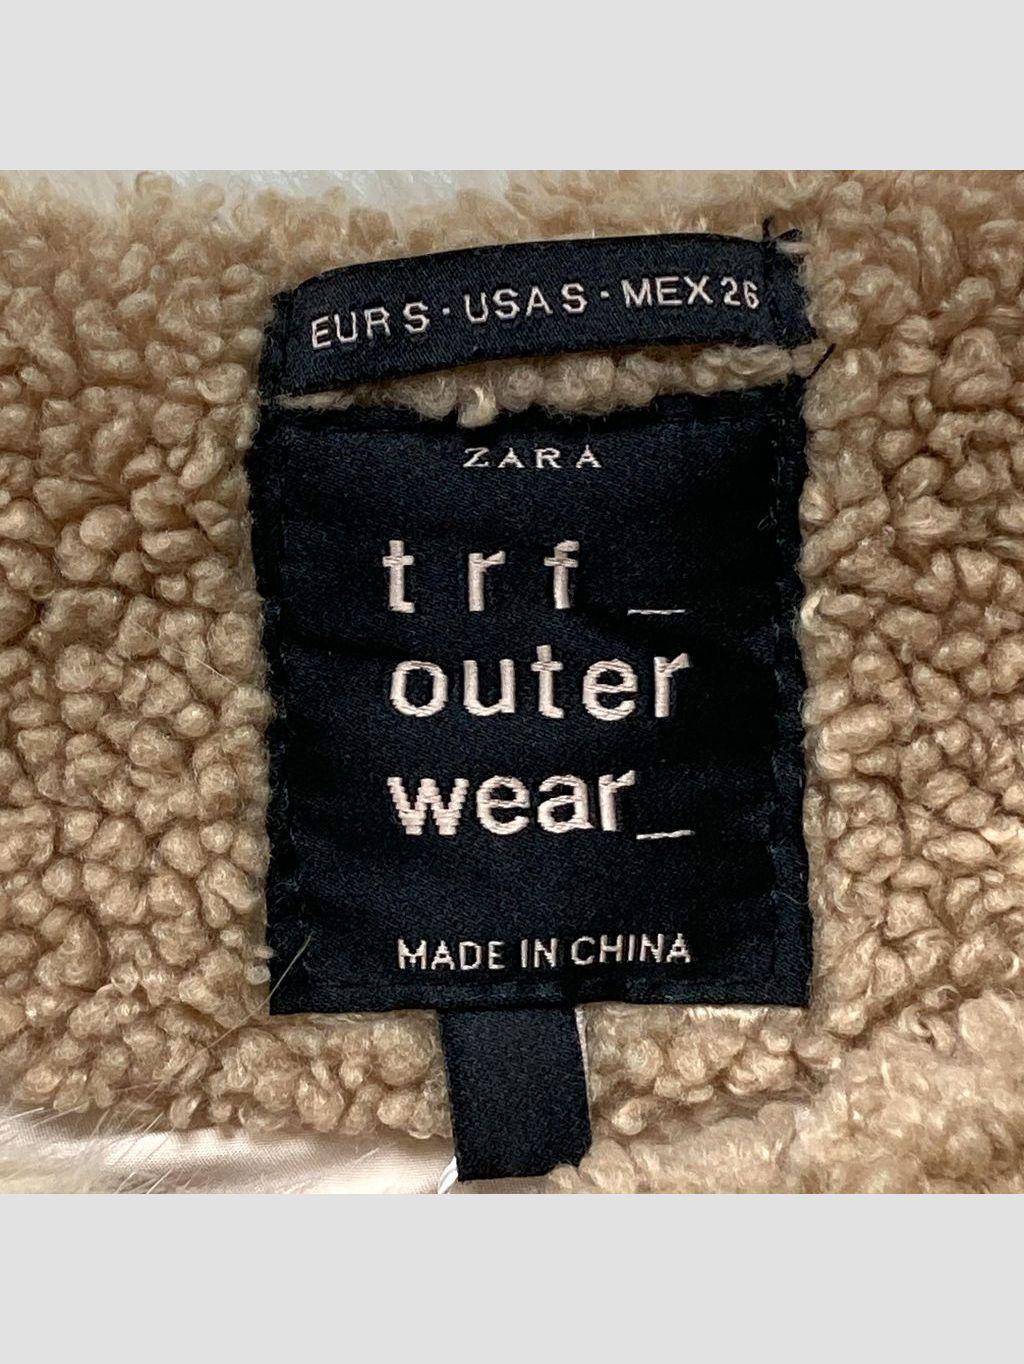 EUR S · USA S · MEX 26
ZARA
trf_
outer
wear_
MADE IN CHINA